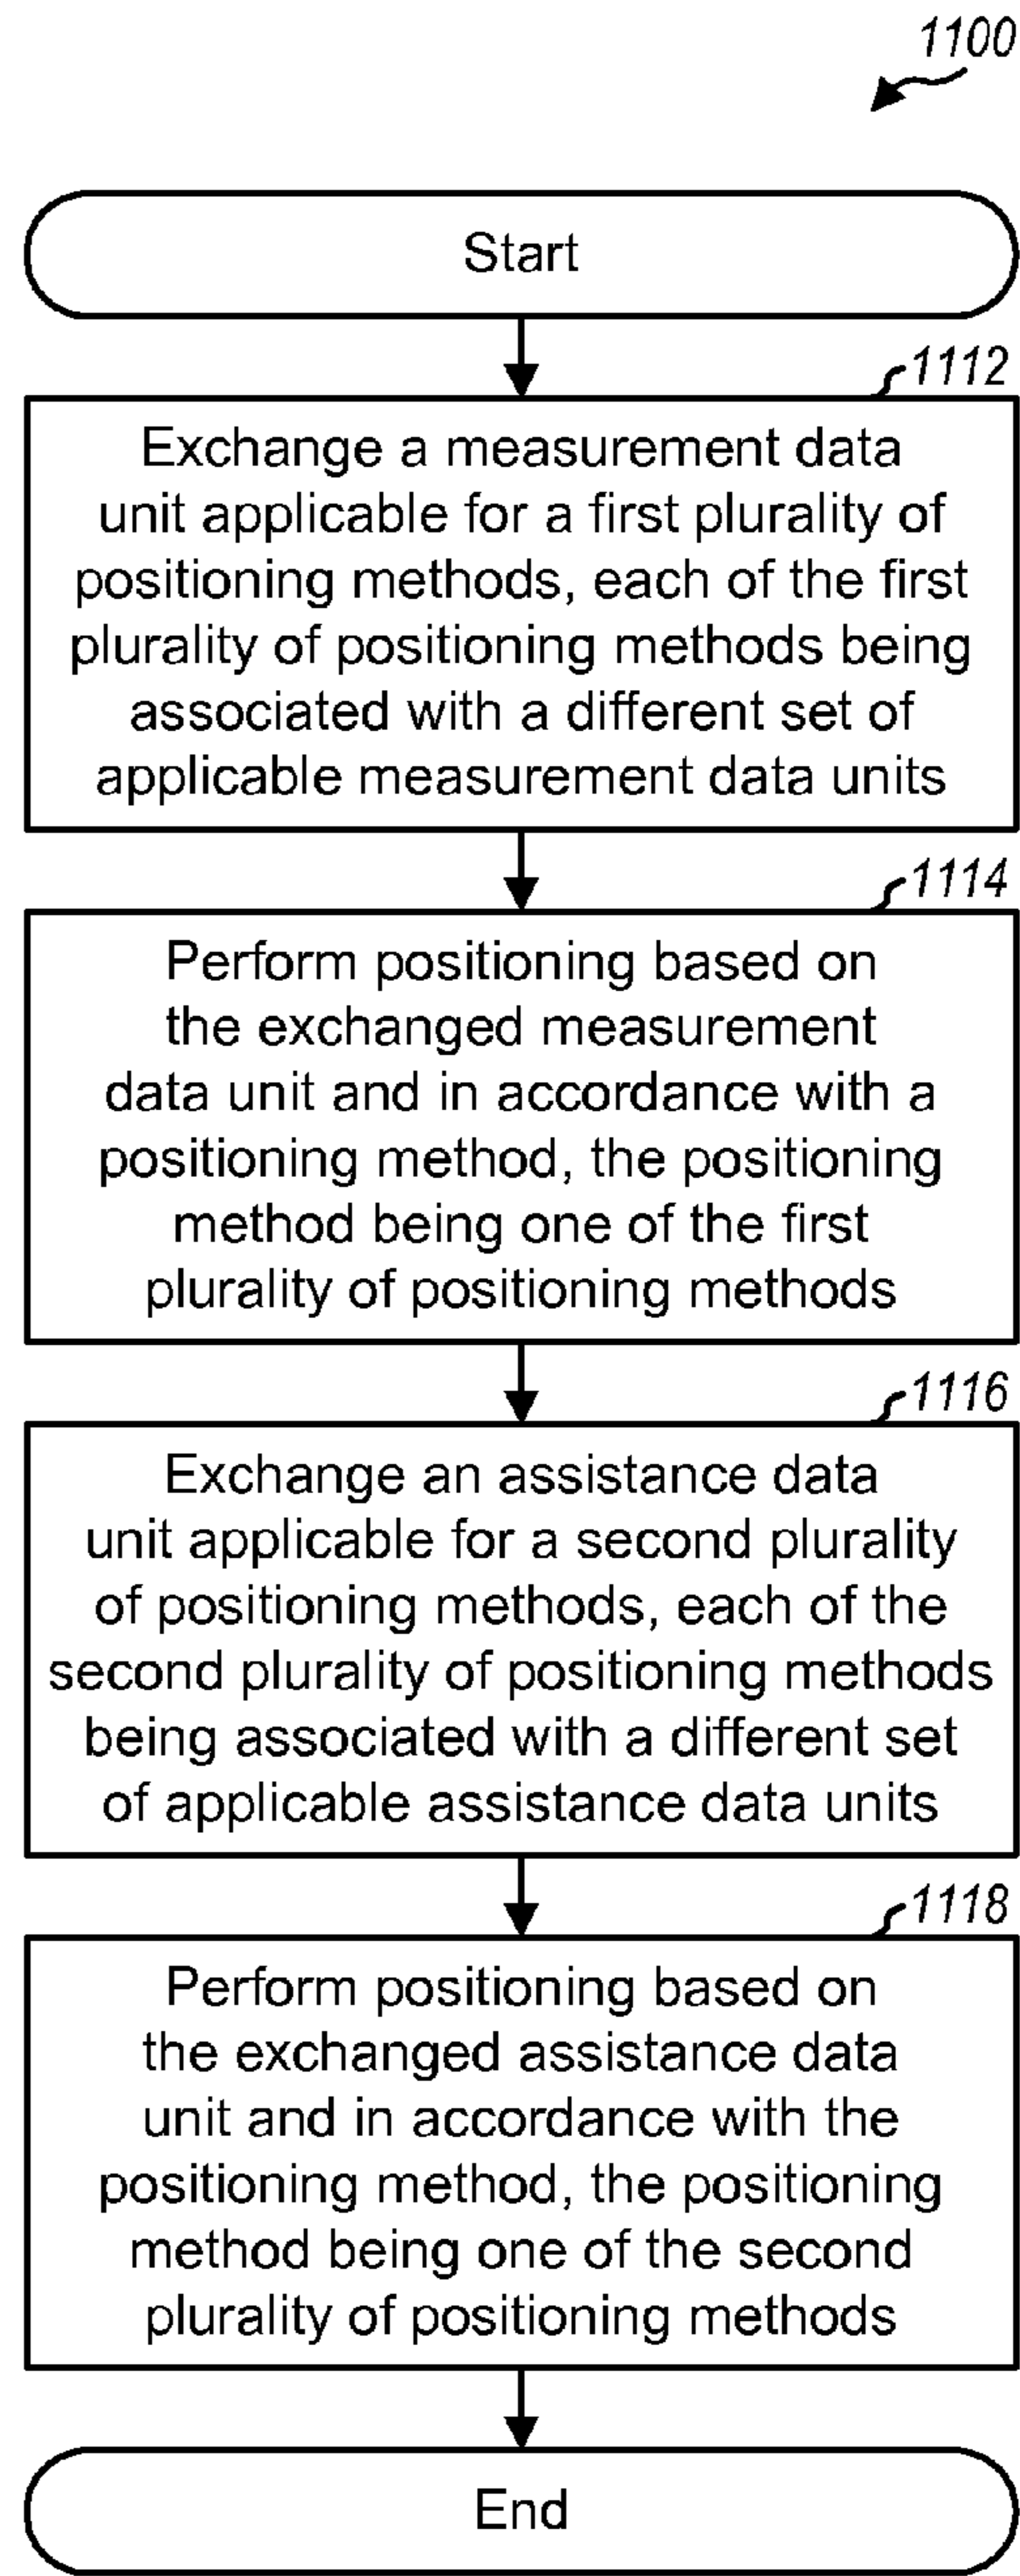 1100
Start
1112
Exchange a measurement data
unit applicable for a first plurality of
positioning methods, each of the first
plurality of positioning methods being
associated with a different set of
applicable measurement data units
1114
Perform positioning based on
the exchanged measurement
data unit and in accordance with a
positioning method, the positioning
method being one of the first
plurality of positioning methods
1116
Exchange an assistance data
unit applicable for a second plurality
of positioning methods, each of the
second plurality of positioning methods
being associated with a different set
of applicable assistance data units
1118
Perform positioning based on
the exchanged assistance data
unit and in accordance with the
positioning method, the positioning
method being one of the second
plurality of positioning methods
End